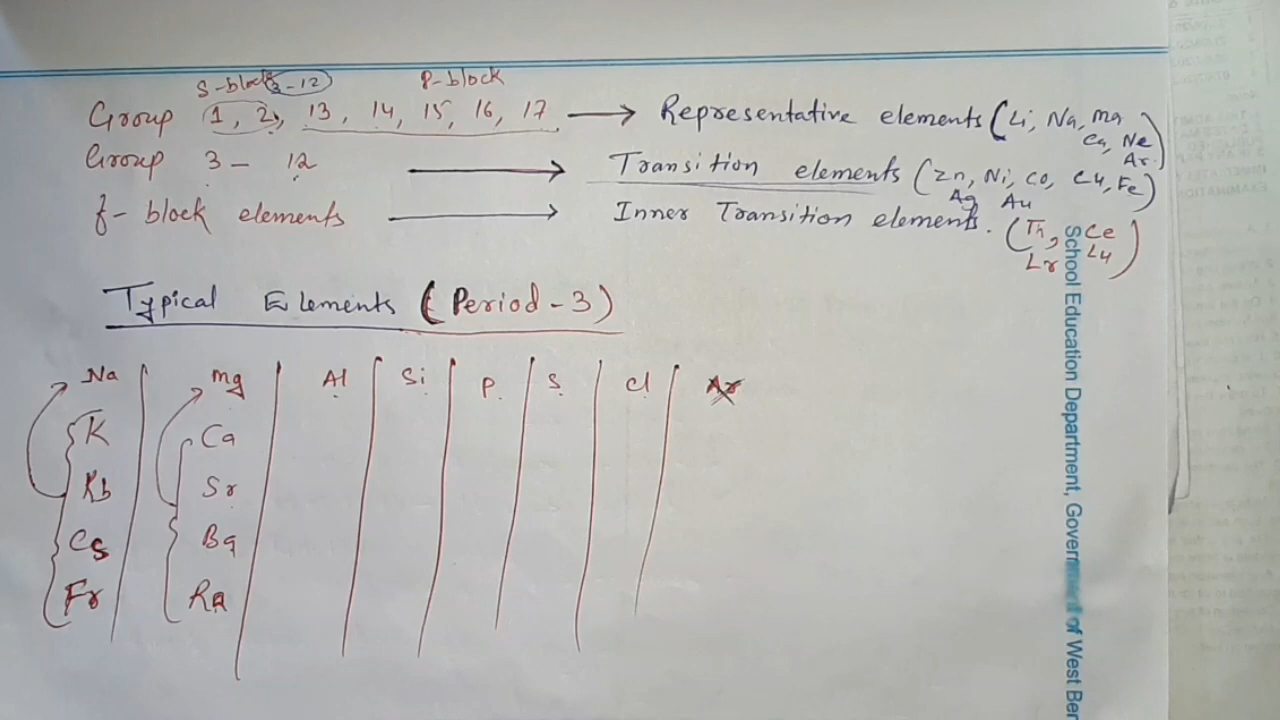 S-block 3-12 P-block
Group 1, 2, 13, 14, 15, 16, 17 → Representative elements (Li, Na, Mg
Ca, Ne
Ar.)
Group 3 - 12 → Transition elements (Zn, Ni, Co, Cu, Fe)
Ag Au
f- block elements → Inner Transition elements. (Th, Ce
Lr Lu)
Typical Elements (Period - 3)
Na Mg Al Si P. S Cl Ar
K Ca
Rb Sr
Cs Ba
Fr Ra
School Education Department, Government of West Ben